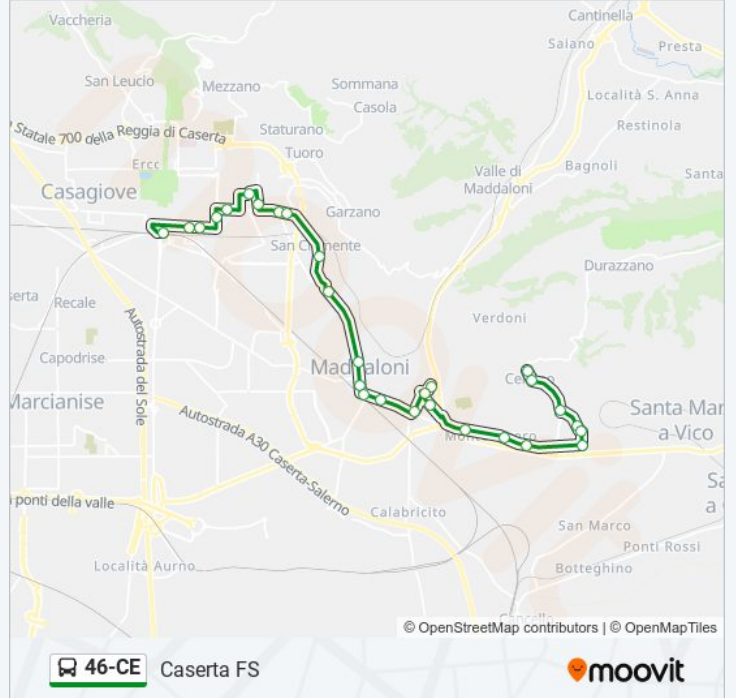 Vaccheria
Cantinella
Saiano
Presta
San Leucio
Mezzano
Sommana
Casola
Località S. Anna
Restinola
Statale 700 della Reggia di Caserta
Staturano
Tuoro
Ercc
Valle di
Maddaloni
Bagnoli
Santa
Casagiove
Garzano
San Clemente
Durazzano
serta
Recale
Verdoni
Autostrada del Sole
Capodrise
Maddaloni
Marcianise
Santa Mar
a Vico
Autostrada A30 Caserta-Salerno
i ponti della valle
Calabricito
Sa
a
San Marco
Ponti Rossi
Località Aurno
Botteghino
© OpenStreetMap contributors | © OpenMapTiles
46-CE
Caserta FS
moovit